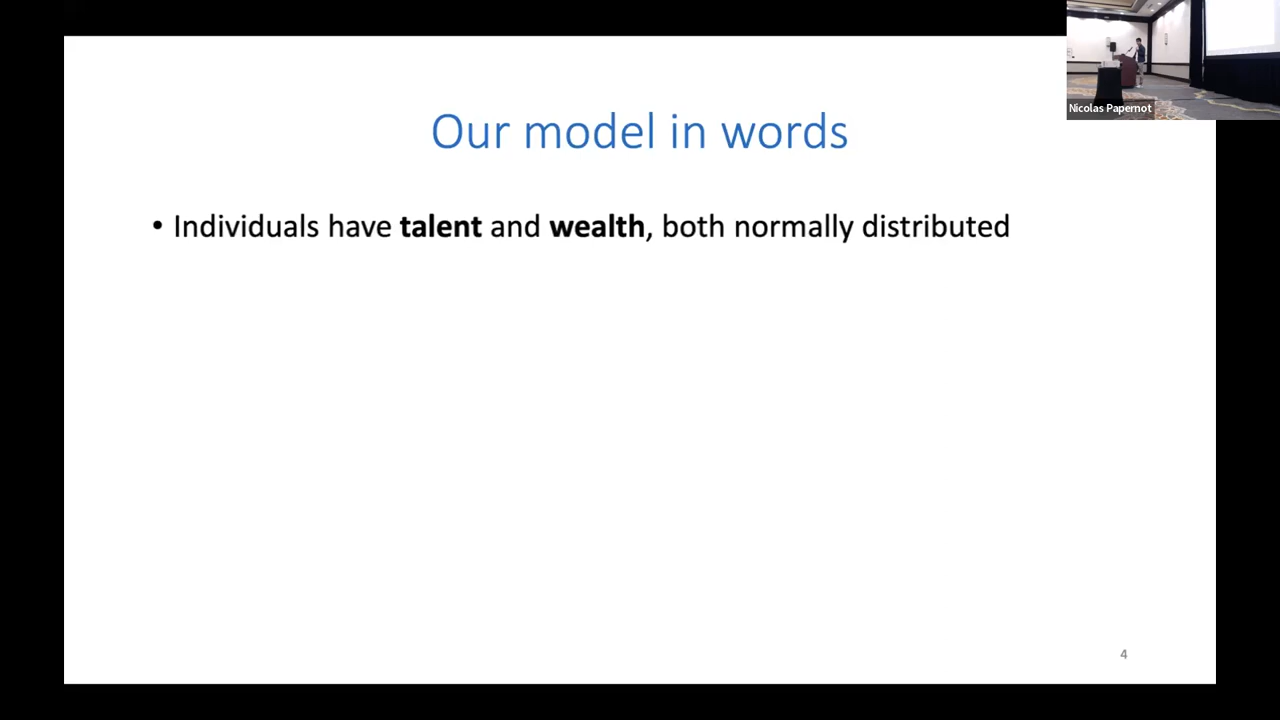 Nicolas Papernot
Our model in words
• Individuals have talent and wealth, both normally distributed
4